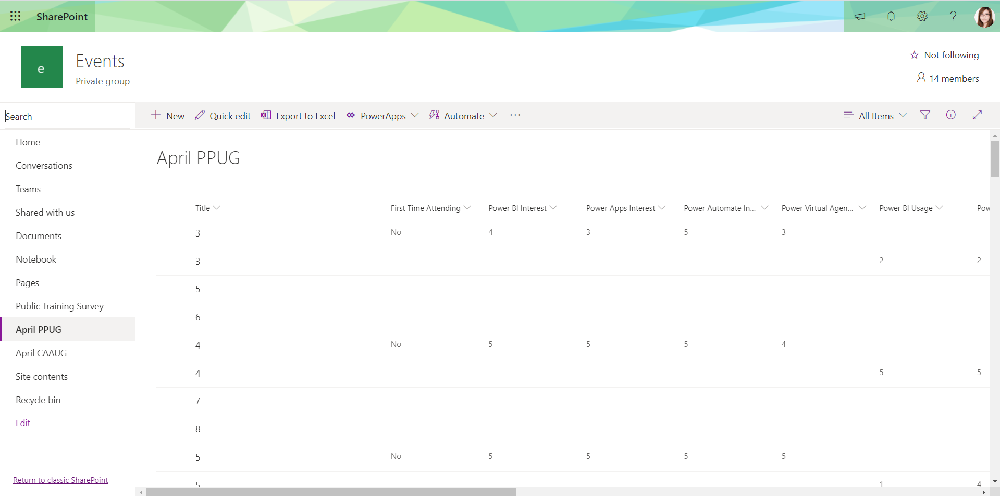 SharePoint
e
Events
Private group
Not following
14 members
Search
New Quick edit Export to Excel PowerApps Automate ... All Items
Home
Conversations
Teams
Shared with us
Documents
Notebook
Pages
Public Training Survey
April PPUG
April CAAUG
Site contents
Recycle bin
Edit
Return to classic SharePoint
April PPUG
Title First Time Attending Power BI Interest Power Apps Interest Power Automate In... Power Virtual Agen... Power BI Usage Pow
3 No 4 3 5 3
3 2 2
5
6
4 No 5 5 5 4
4 5 5
7
8
5 No 5 5 5 5
5 1 4